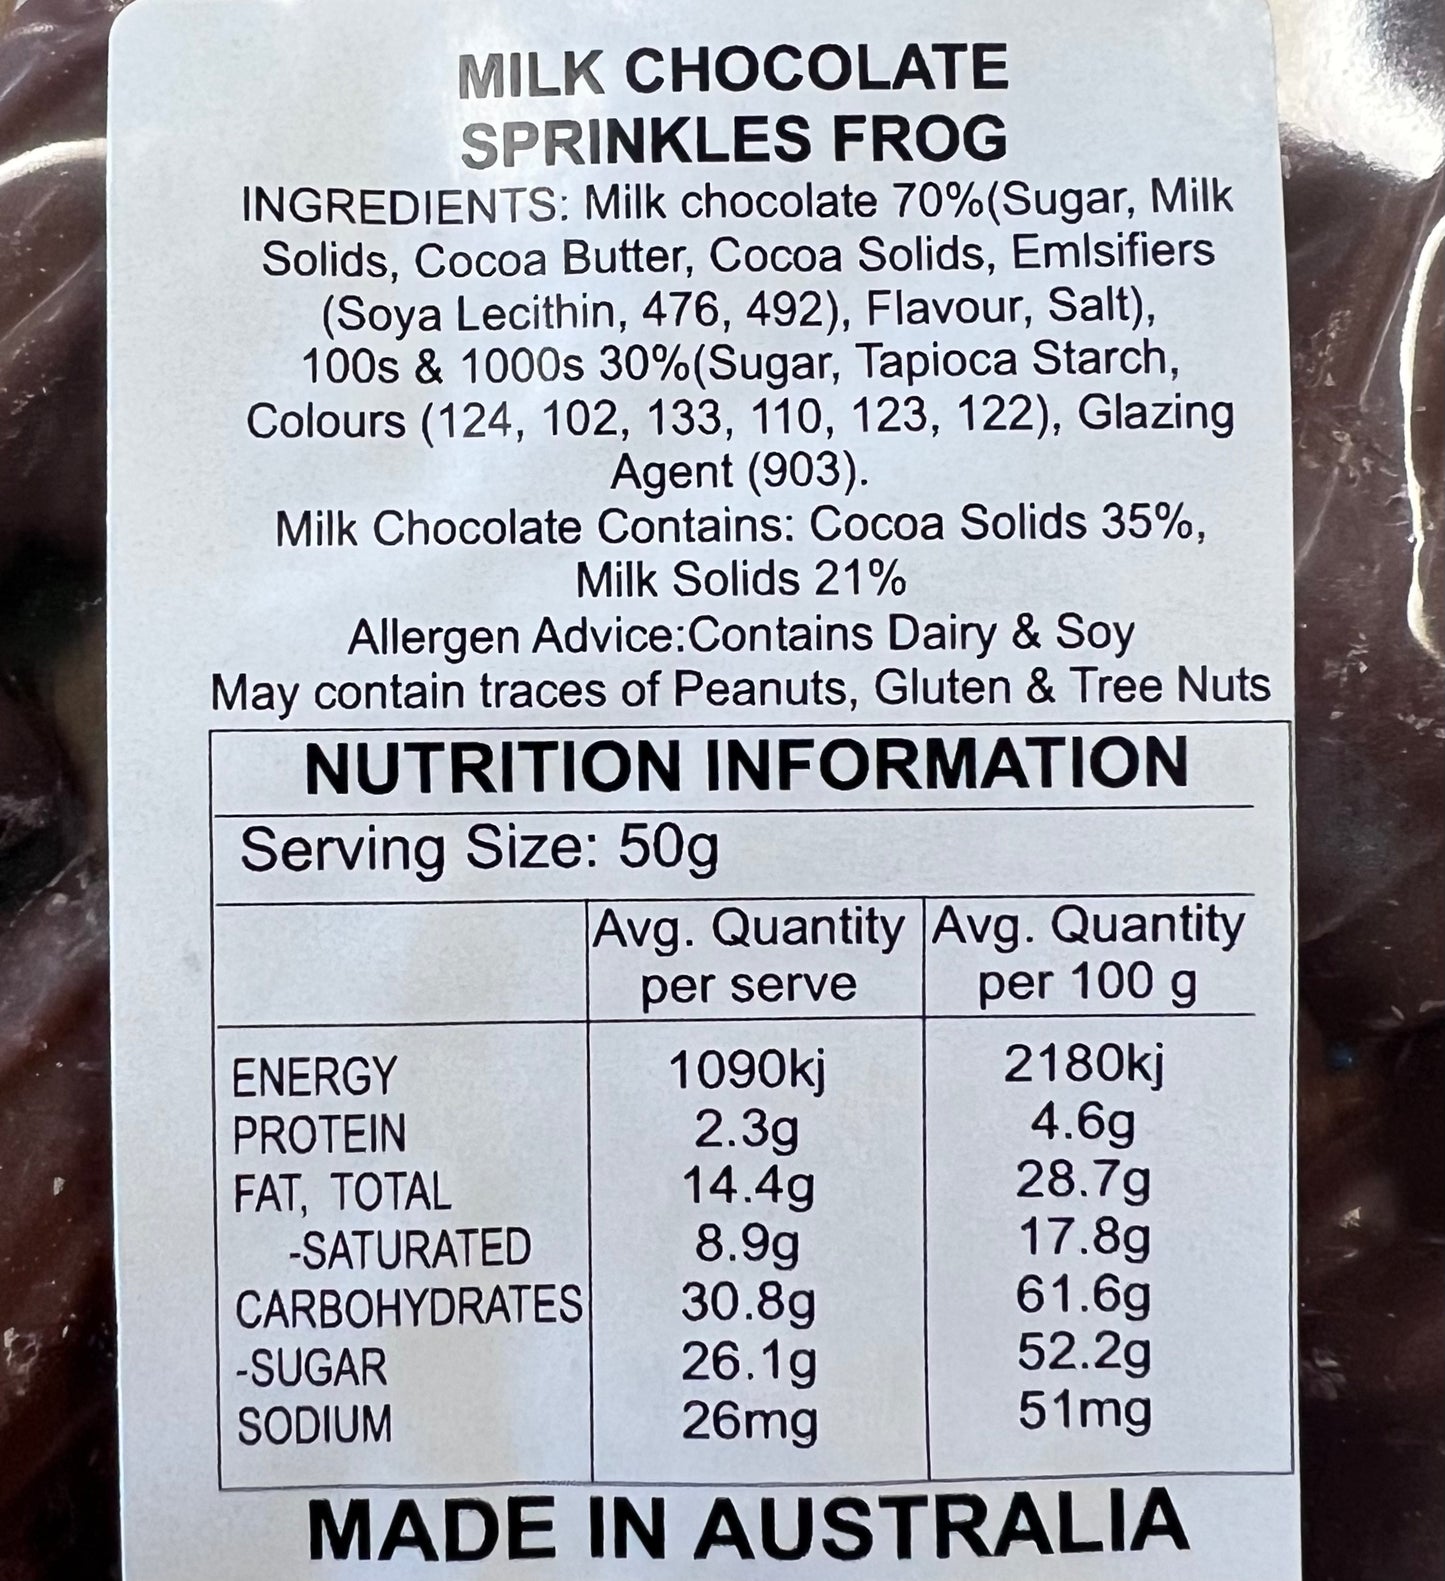 MILK CHOCOLATE
SPRINKLES FROG
INGREDIENTS: Milk chocolate 70%(Sugar, Milk
Solids, Cocoa Butter, Cocoa Solids, Emlsifiers
(Soya Lecithin, 476, 492), Flavour, Salt),
100s & 1000s 30%(Sugar, Tapioca Starch,
Colours (124, 102, 133, 110, 123, 122), Glazing
Agent (903).
Milk Chocolate Contains: Cocoa Solids 35%,
Milk Solids 21%
Allergen Advice:Contains Dairy & Soy
May contain traces of Peanuts, Gluten & Tree Nuts
NUTRITION INFORMATION
Serving Size: 50g
Avg. Quantity per serve Avg. Quantity per 100 g
ENERGY 1090kj 2180kj
PROTEIN 2.3g 4.6g
FAT, TOTAL 14.4g 28.7g
-SATURATED 8.9g 17.8g
CARBOHYDRATES 30.8g 61.6g
-SUGAR 26.1g 52.2g
SODIUM 26mg 51mg
MADE IN AUSTRALIA